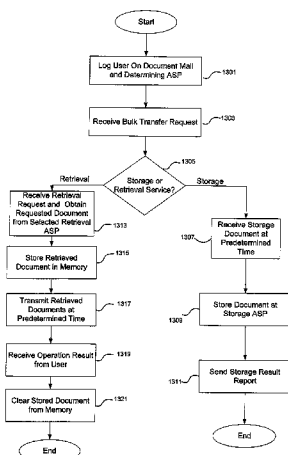 Start
Log User On Document Mall
and Determining ASP
1301
Receive Bulk Transfer Request
1303
1305
Storage or
Retrieval Service?
Retrieval
Storage
Receive Retrieval
Request and Obtain
Requested Document
from Selected Retrieval
ASP
1313
Store Retrieved
Document in Memory
1315
Transmit Retrieved
Documents at
Predetermined Time
1317
Receive Operation Result
from User
1319
Clear Stored Document
from Memory
1321
End
Receive Storage
Document at
Predetermined
Time
1307
Store Document at
Storage ASP
1309
Send Storage Result
Report
1311
End